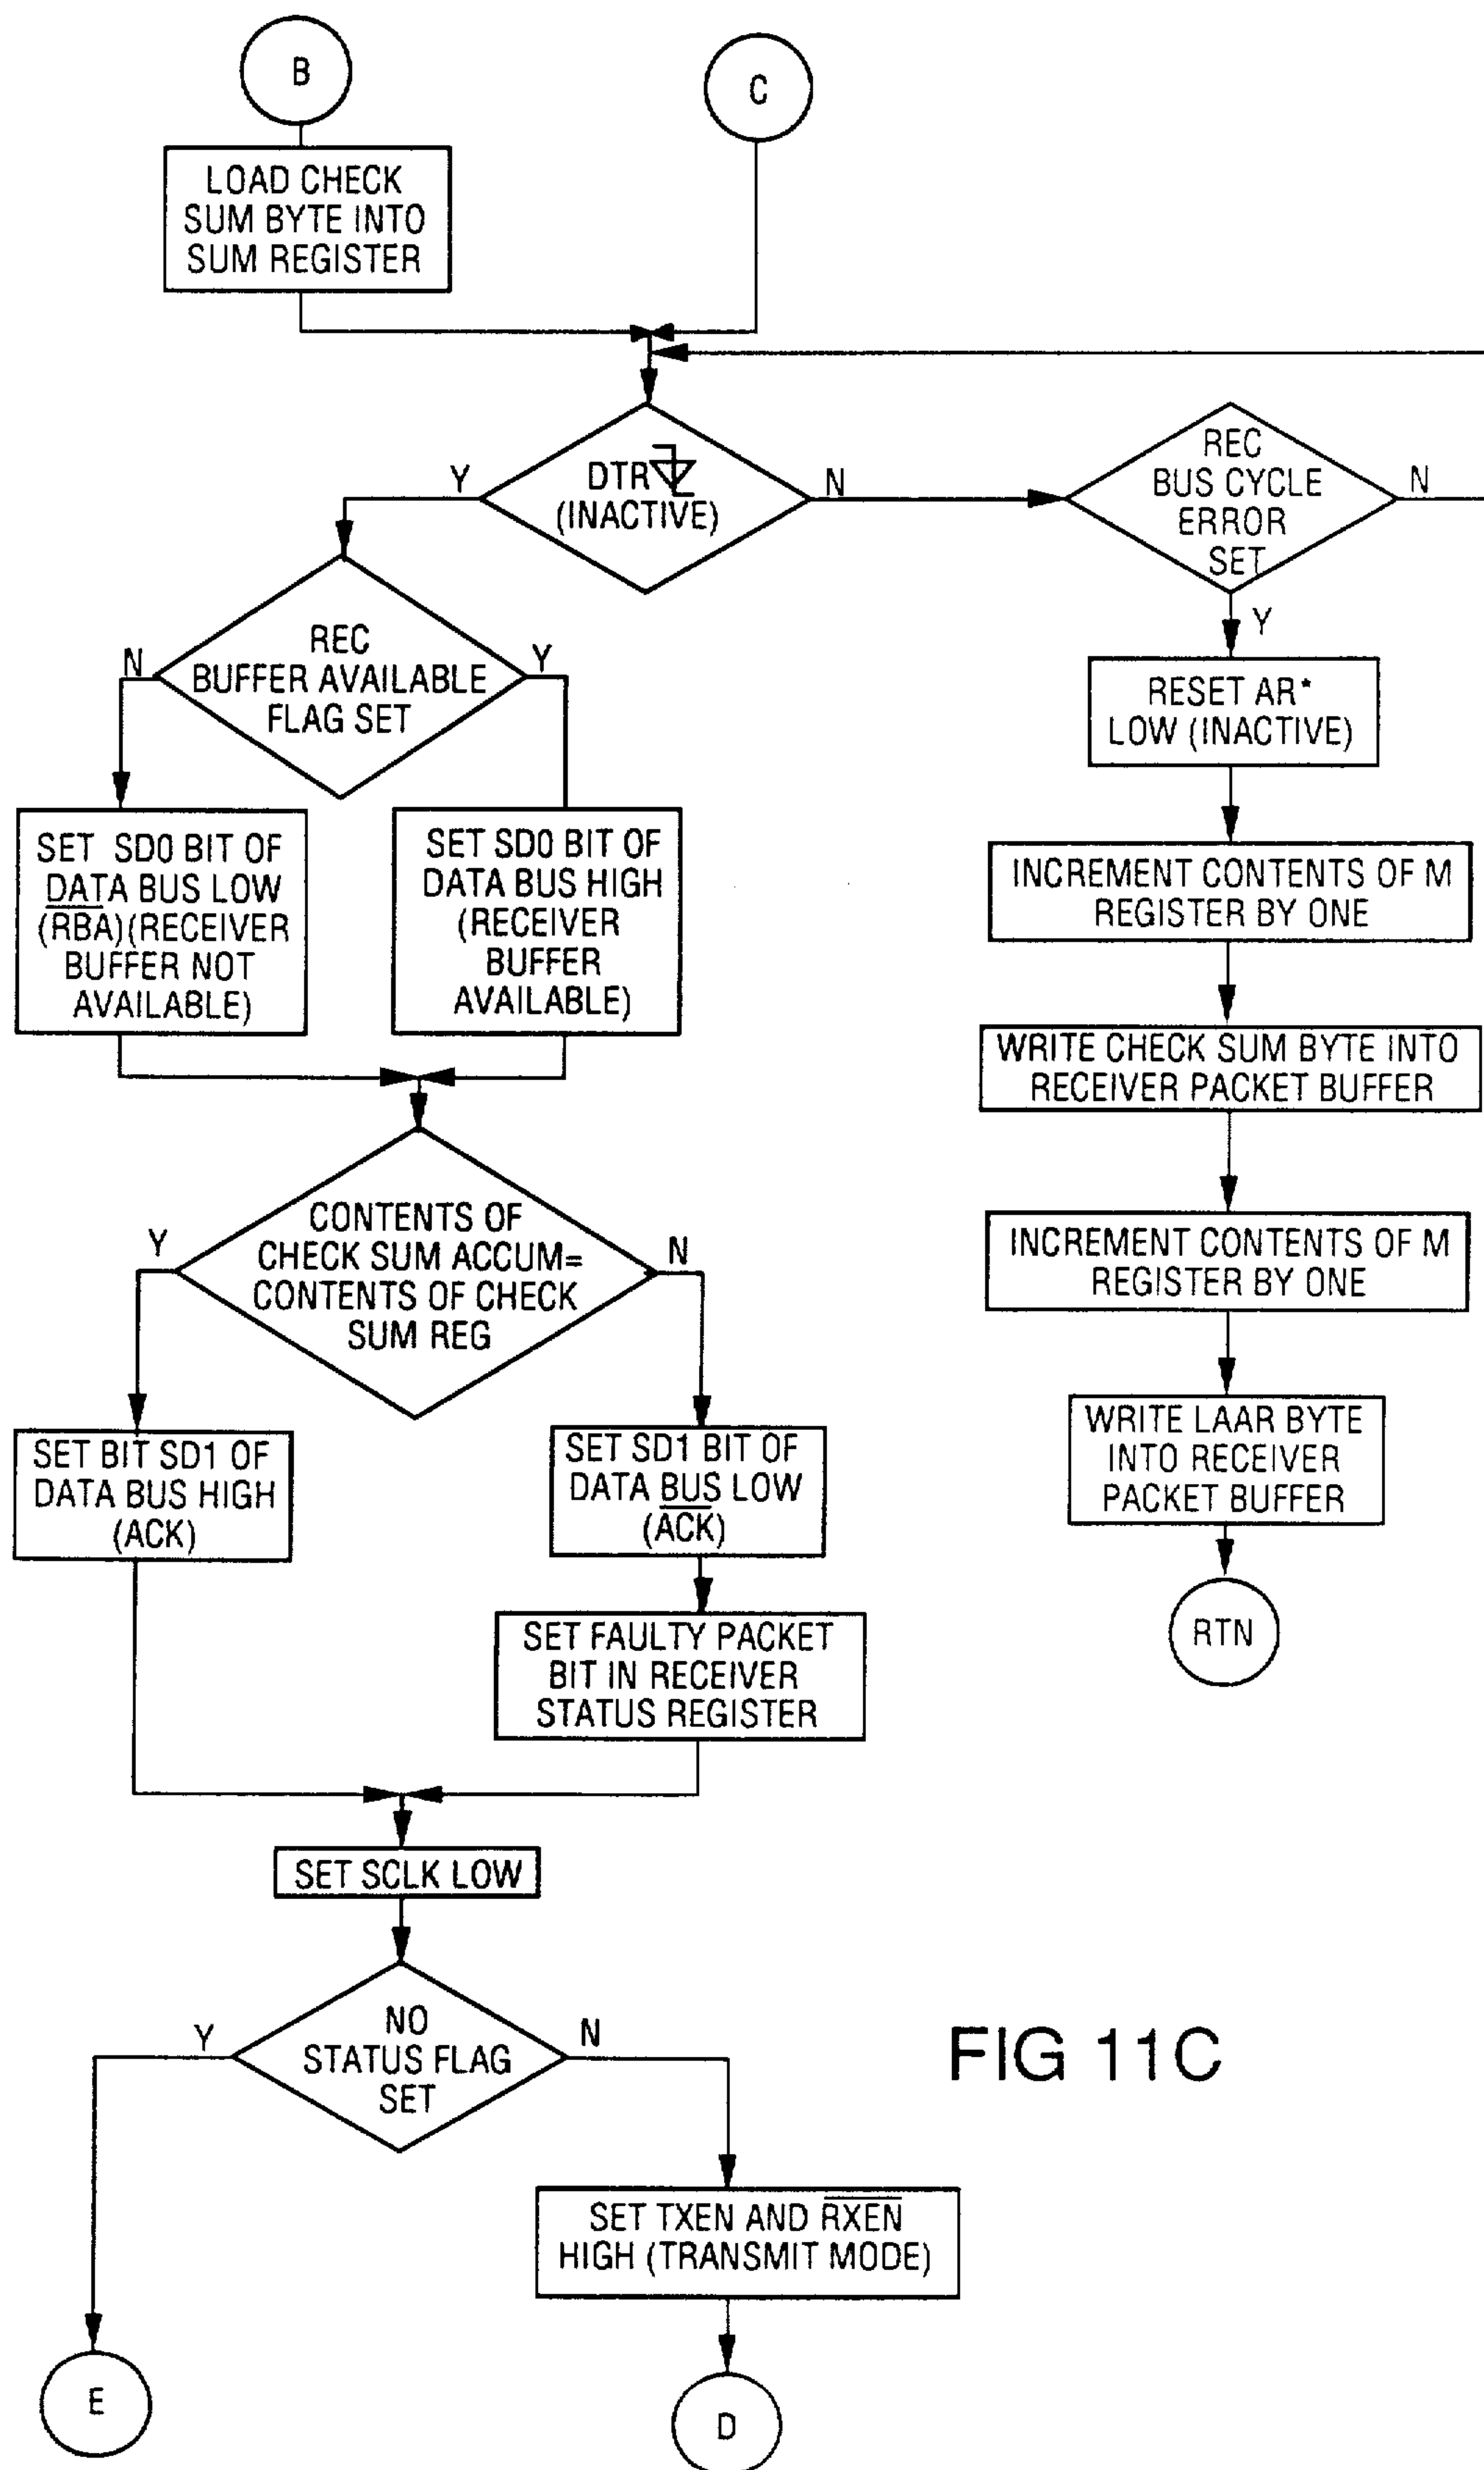 B
C
LOAD CHECK
SUM BYTE INTO
SUM REGISTER
DTR
(INACTIVE)
Y
N
REC
BUS CYCLE
ERROR
SET
N
Y
REC
BUFFER AVAILABLE
FLAG SET
N
Y
RESET AR*
LOW (INACTIVE)
SET SD0 BIT OF
DATA BUS LOW
(R̅B̅A̅)(RECEIVER
BUFFER NOT
AVAILABLE)
SET SD0 BIT OF
DATA BUS HIGH
(RECEIVER
BUFFER
AVAILABLE)
INCREMENT CONTENTS OF M
REGISTER BY ONE
WRITE CHECK SUM BYTE INTO
RECEIVER PACKET BUFFER
CONTENTS OF
CHECK SUM ACCUM=
CONTENTS OF CHECK
SUM REG
Y
N
INCREMENT CONTENTS OF M
REGISTER BY ONE
SET BIT SD1 OF
DATA BUS HIGH
(ACK)
SET SD1 BIT OF
DATA BUS LOW
(A̅C̅K̅)
WRITE LAAR BYTE
INTO RECEIVER
PACKET BUFFER
RTN
SET FAULTY PACKET
BIT IN RECEIVER
STATUS REGISTER
SET SCLK LOW
NO
STATUS FLAG
SET
Y
N
FIG 11C
SET TXEN AND R̅X̅E̅N̅
HIGH (TRANSMIT MODE)
E
D